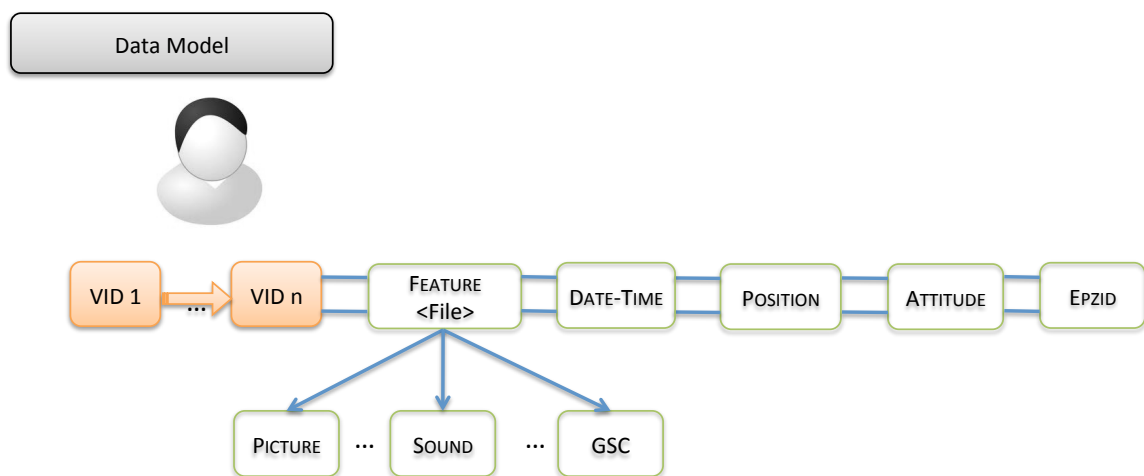 Data Model
VID 1
...
VID n
FEATURE
<File>
DATE-TIME
POSITION
ATTITUDE
EPZID
PICTURE
...
SOUND
...
GSC